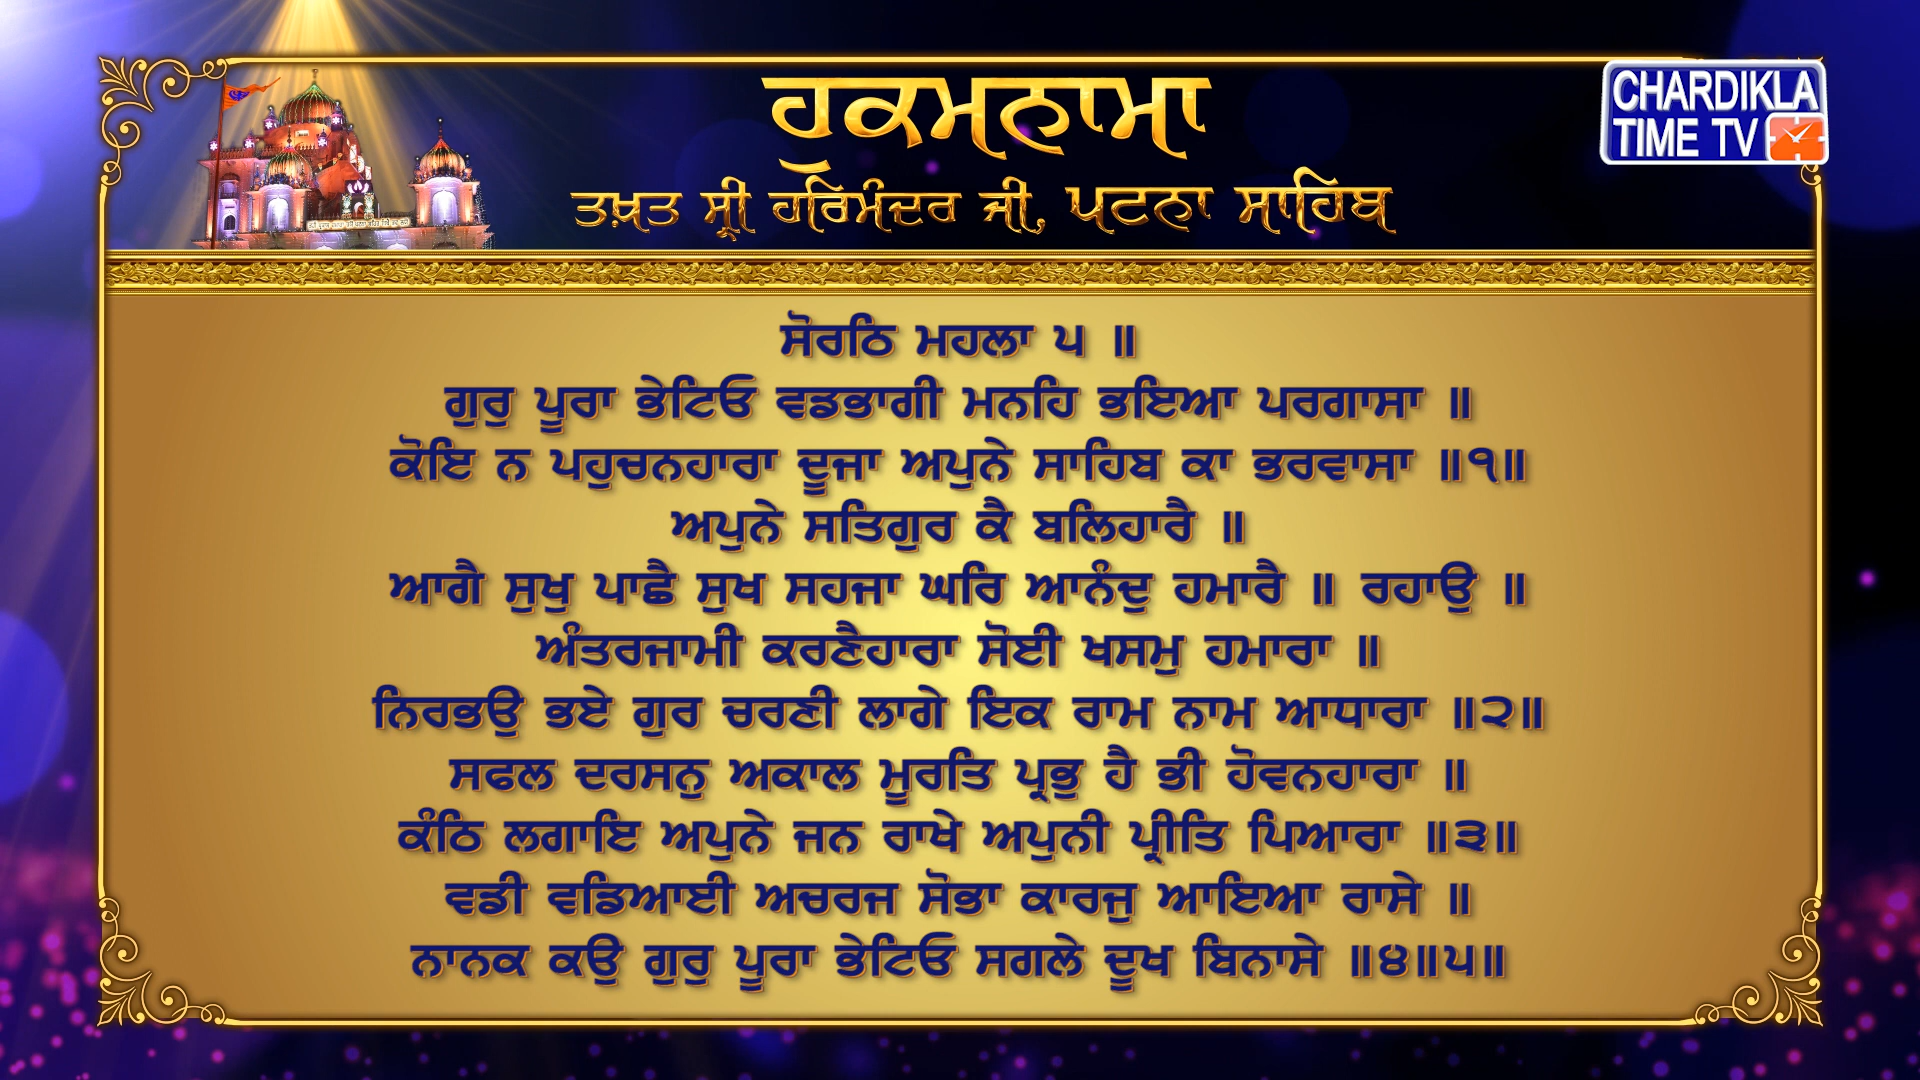 ਹੁਕਮਨਾਮਾ
ਤਖ਼ਤ ਸ੍ਰੀ ਹਰਿਮੰਦਰ ਜੀ, ਪਟਨਾ ਸਾਹਿਬ
CHARDIKLA
TIME TV
ਸੋਰਠਿ ਮਹਲਾ ੫ ॥
ਗੁਰੁ ਪੂਰਾ ਭੇਟਿਓ ਵਡਭਾਗੀ ਮਨਹਿ ਭਇਆ ਪਰਗਾਸਾ ॥
ਕੋਇ ਨ ਪਹੁਚਨਹਾਰਾ ਦੂਜਾ ਅਪੁਨੇ ਸਾਹਿਬ ਕਾ ਭਰਵਾਸਾ ॥੧॥
ਅਪੁਨੇ ਸਤਿਗੁਰ ਕੈ ਬਲਿਹਾਰੈ ॥
ਆਗੈ ਸੁਖੁ ਪਾਛੈ ਸੁਖ ਸਹਜਾ ਘਰਿ ਆਨੰਦੁ ਹਮਾਰੈ ॥ ਰਹਾਉ ॥
ਅੰਤਰਜਾਮੀ ਕਰਣੈਹਾਰਾ ਸੋਈ ਖਸਮੁ ਹਮਾਰਾ ॥
ਨਿਰਭਉ ਭਏ ਗੁਰ ਚਰਣੀ ਲਾਗੇ ਇਕ ਰਾਮ ਨਾਮ ਆਧਾਰਾ ॥੨॥
ਸਫਲ ਦਰਸਨੁ ਅਕਾਲ ਮੂਰਤਿ ਪ੍ਰਭੁ ਹੈ ਭੀ ਹੋਵਨਹਾਰਾ ॥
ਕੰਠਿ ਲਗਾਇ ਅਪੁਨੇ ਜਨ ਰਾਖੇ ਅਪੁਨੀ ਪ੍ਰੀਤਿ ਪਿਆਰਾ ॥੩॥
ਵਡੀ ਵਡਿਆਈ ਅਚਰਜ ਸੋਭਾ ਕਾਰਜੁ ਆਇਆ ਰਾਸੇ ॥
ਨਾਨਕ ਕਉ ਗੁਰੁ ਪੂਰਾ ਭੇਟਿਓ ਸਗਲੇ ਦੂਖ ਬਿਨਾਸੇ ॥੪॥੫॥